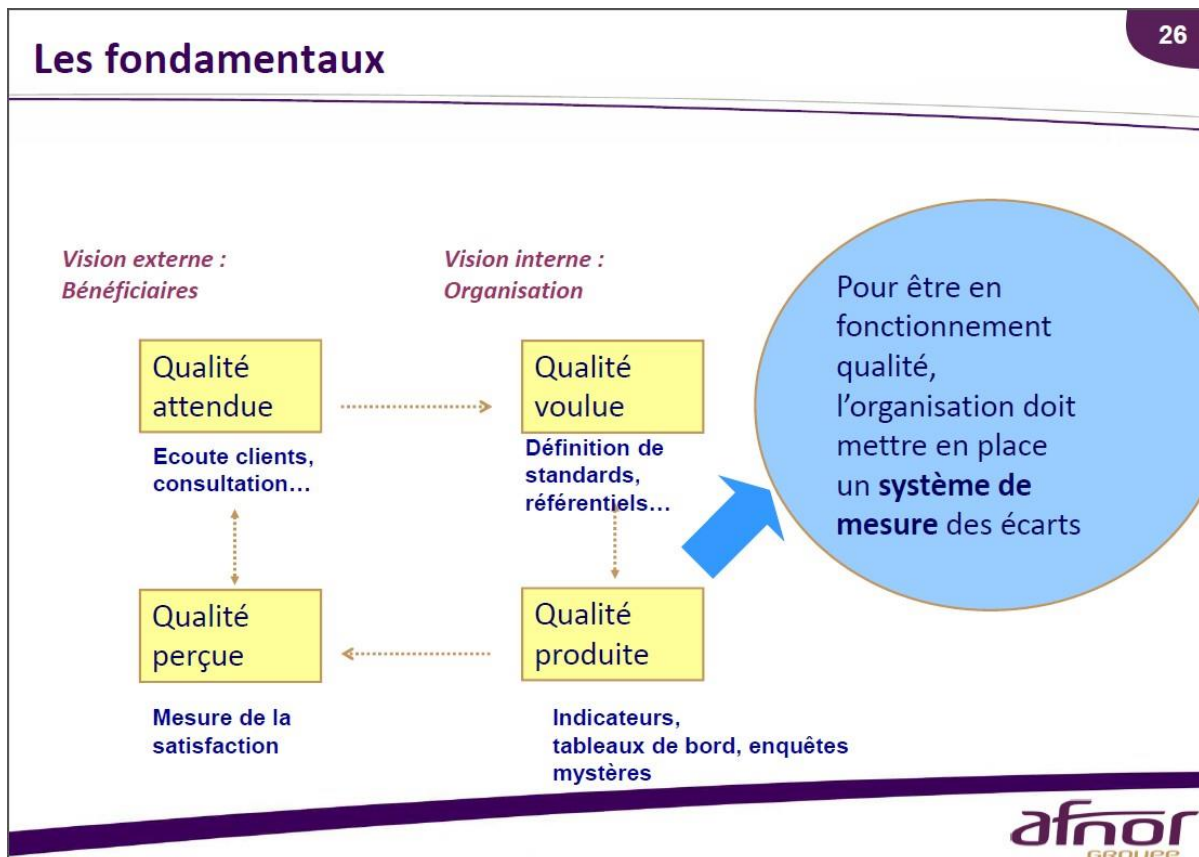 Les fondamentaux
26
Vision externe :
Bénéficiaires
Vision interne :
Organisation
Qualité
attendue
Ecoute clients,
consultation…
Qualité
voulue
Définition de
standards,
référentiels…
Pour être en
fonctionnement
qualité,
l’organisation doit
mettre en place
un système de
mesure des écarts
Qualité
perçue
Mesure de la
satisfaction
Qualité
produite
Indicateurs,
tableaux de bord, enquêtes
mystères
afnor
GROUPE